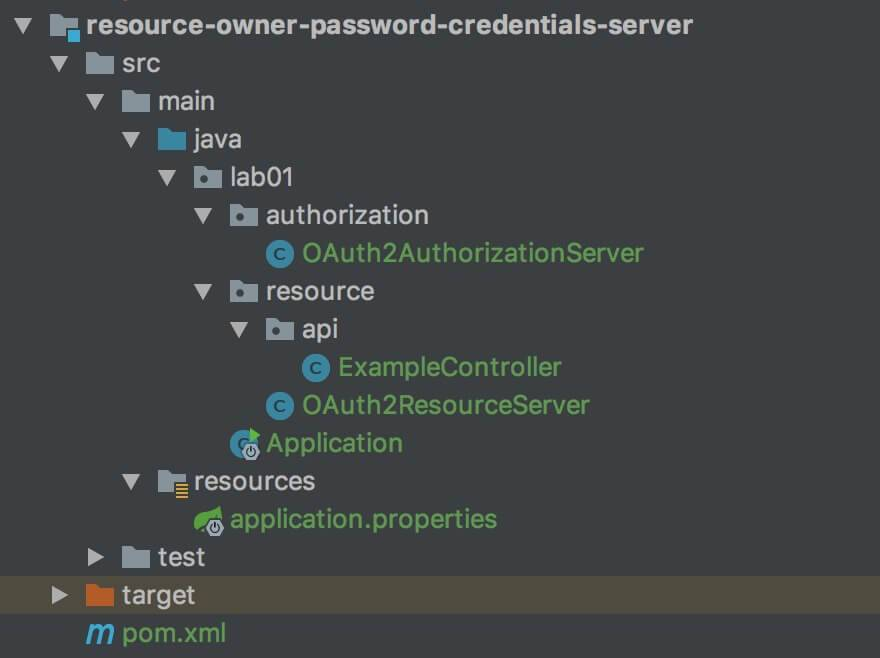 resource-owner-password-credentials-server
src
main
java
lab01
authorization
C OAuth2AuthorizationServer
resource
api
C ExampleController
C OAuth2ResourceServer
C Application
resources
application.properties
test
target
m pom.xml